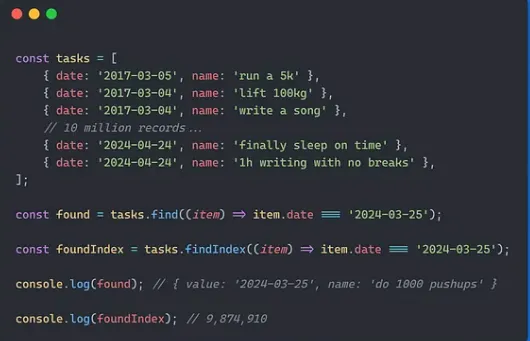 const tasks = [
{ date: '2017-03-05', name: 'run a 5k' },
{ date: '2017-03-04', name: 'lift 100kg' },
{ date: '2017-03-04', name: 'write a song' },
// 10 million records...
{ date: '2024-04-24', name: 'finally sleep on time' },
{ date: '2024-04-24', name: '1h writing with no breaks' },
];
const found = tasks.find((item) => item.date === '2024-03-25');
const foundIndex = tasks.findIndex((item) => item.date === '2024-03-25');
console.log(found); // { value: '2024-03-25', name: 'do 1000 pushups' }
console.log(foundIndex); // 9,874,910